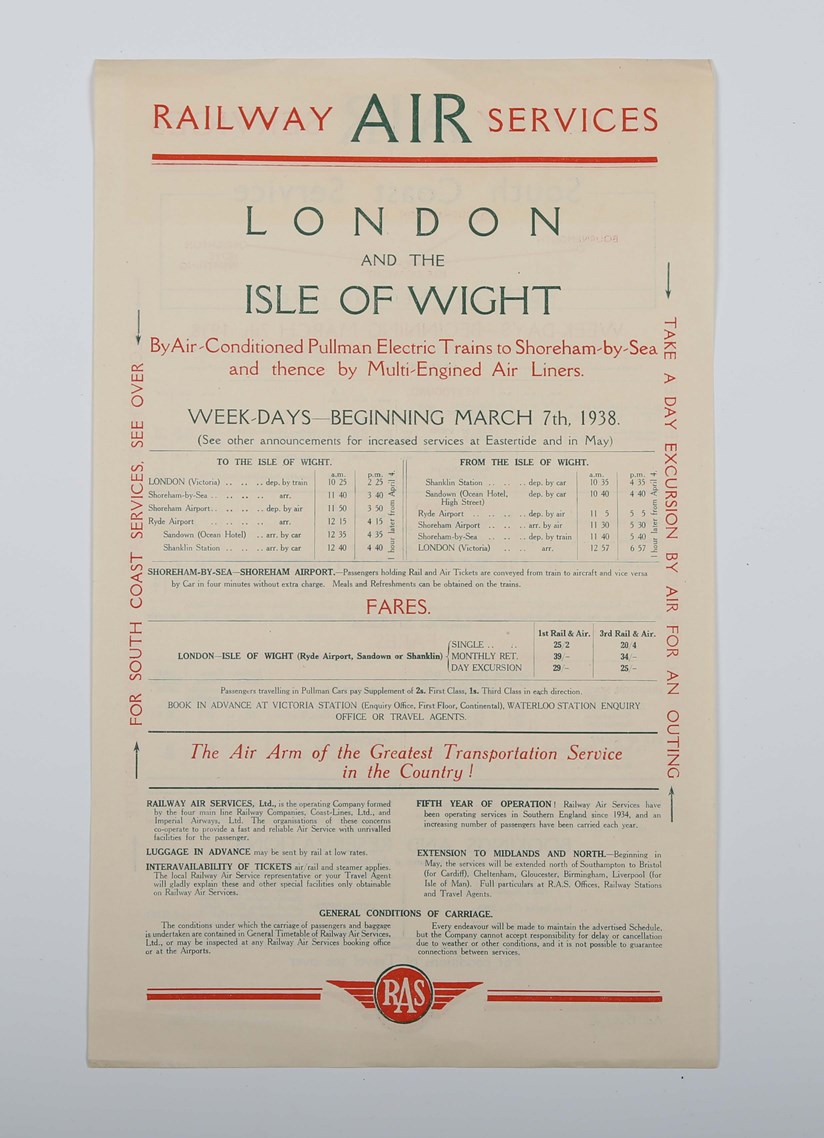 RAILWAY AIR SERVICES
LONDON
AND THE
ISLE OF WIGHT
By Air-Conditioned Pullman Electric Trains to Shoreham-by-Sea
and thence by Multi-Engined Air Liners.
WEEK-DAYS—BEGINNING MARCH 7th, 1938.
(See other announcements for increased services at Eastertide and in May)
TO THE ISLE OF WIGHT.
a.m. p.m.
LONDON (Victoria) .. .. .. dep. by train 10 25 2 25
Shoreham-by-Sea .. .. .. .. arr. 11 40 3 40
Shoreham Airport .. .. .. dep. by air 11 50 3 50
Ryde Airport .. .. .. .. arr. 12 15 4 15
Sandown (Ocean Hotel) .. arr. by car 12 35 4 35
Shanklin Station .. .. .. arr. by car 12 40 4 40
1 hour later from April 4.
FROM THE ISLE OF WIGHT.
a.m. p.m.
Shanklin Station .. .. .. dep. by car 10 35 4 35
Sandown (Ocean Hotel, dep. by car 10 40 4 40
High Street)
Ryde Airport .. .. .. .. dep. by air 11 5 5 5
Shoreham Airport .. .. .. arr. by air 11 30 5 30
Shoreham-by-Sea .. .. .. dep. by train 11 40 5 40
LONDON (Victoria) .. .. arr. 12 57 6 57
1 hour later from April 4.
SHOREHAM-BY-SEA—SHOREHAM AIRPORT.—Passengers holding Rail and Air Tickets are conveyed from train to aircraft and vice versa
by Car in four minutes without extra charge. Meals and Refreshments can be obtained on the trains.
FARES.
1st Rail & Air. 3rd Rail & Air.
SINGLE .. .. 25/2 20/4
LONDON—ISLE OF WIGHT (Ryde Airport, Sandown or Shanklin) MONTHLY RET. 39/- 34/-
DAY EXCURSION 29/- 25/-
Passengers travelling in Pullman Cars pay Supplement of 2s. First Class, 1s. Third Class in each direction.
BOOK IN ADVANCE AT VICTORIA STATION (Enquiry Office, First Floor, Continental), WATERLOO STATION ENQUIRY
OFFICE OR TRAVEL AGENTS.
The Air Arm of the Greatest Transportation Service
in the Country !
RAILWAY AIR SERVICES, Ltd., is the operating Company formed
by the four main line Railway Companies, Coast-Lines, Ltd., and
Imperial Airways, Ltd. The organisations of these concerns
co-operate to provide a fast and reliable Air Service with unrivalled
facilities for the passenger.
LUGGAGE IN ADVANCE may be sent by rail at low rates.
INTERAVAILABILITY OF TICKETS air/rail and steamer applies.
The local Railway Air Service representative or your Travel Agent
will gladly explain these and other special facilities only obtainable
on Railway Air Services.
FIFTH YEAR OF OPERATION ! Railway Air Services have
been operating services in Southern England since 1934, and an
increasing number of passengers have been carried each year.
EXTENSION TO MIDLANDS AND NORTH.—Beginning in
May, the services will be extended north of Southampton to Bristol
(for Cardiff), Cheltenham, Gloucester, Birmingham, Liverpool (for
Isle of Man). Full particulars at R.A.S. Offices, Railway Stations
and Travel Agents.
GENERAL CONDITIONS OF CARRIAGE.
The conditions under which the carriage of passengers and baggage
is undertaken are contained in General Timetable of Railway Air Services,
Ltd., or may be inspected at any Railway Air Services booking office
or at the Airports.
Every endeavour will be made to maintain the advertised Schedule,
but the Company cannot accept responsibility for delay or cancellation
due to weather or other conditions, and it is not possible to guarantee
connections between services.
RAS
FOR SOUTH COAST SERVICES, SEE OVER
TAKE A DAY EXCURSION BY AIR FOR AN OUTING